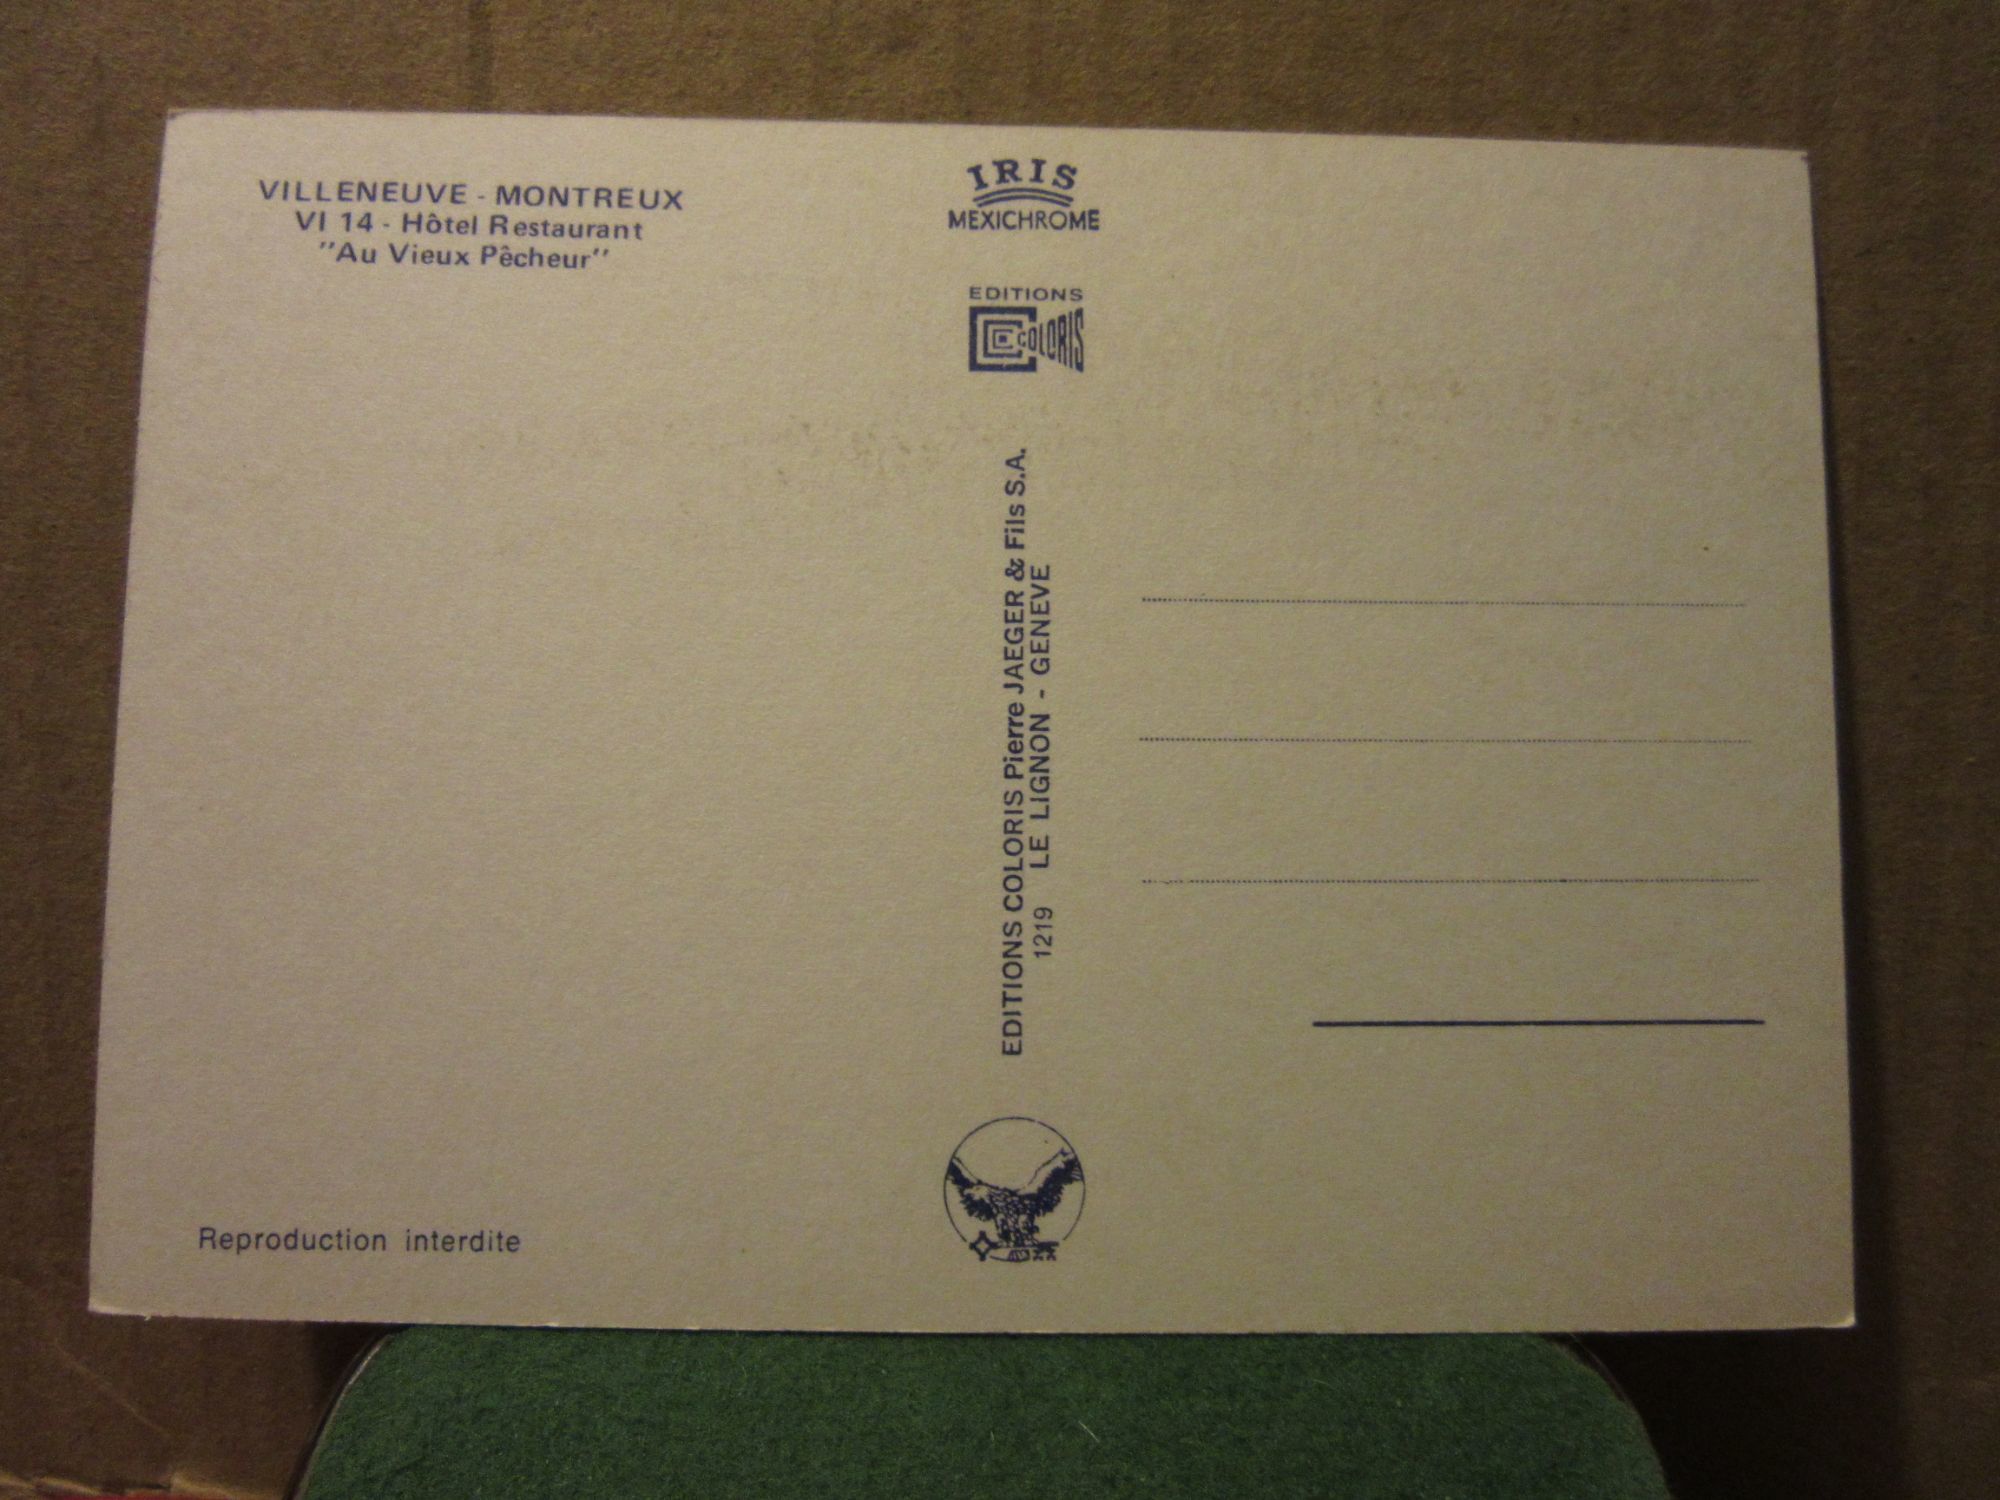 VILLENEUVE - MONTREUX
VI 14 - Hôtel Restaurant
"Au Vieux Pêcheur"
IRIS
MEXICHROME
EDITIONS
COLORIS
EDITIONS COLORIS Pierre JAEGER & Fils S.A.
1219 LE LIGNON - GENEVE
Reproduction interdite